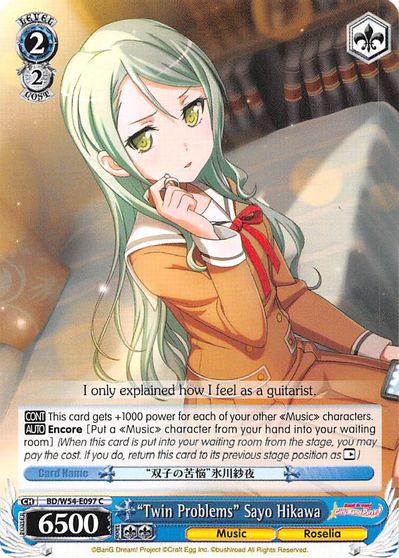 LEVEL
2
2
COST
I only explained how I feel as a guitarist.
CONT This card gets +1000 power for each of your other «Music» characters.
AUTO Encore [Put a «Music» character from your hand into your waiting
room] (When this card is put into your waiting room from the stage, you may
pay the cost. If you do, return this card to its previous stage position as)
Card Name
“双子の苦悩”氷川紗夜
CH BD/W54-E097 C
POWER
6500
“Twin Problems” Sayo Hikawa
Music Roselia
©BanG Dream! Project ©Craft Egg Inc. ©bushiroad All Rights Reserved.